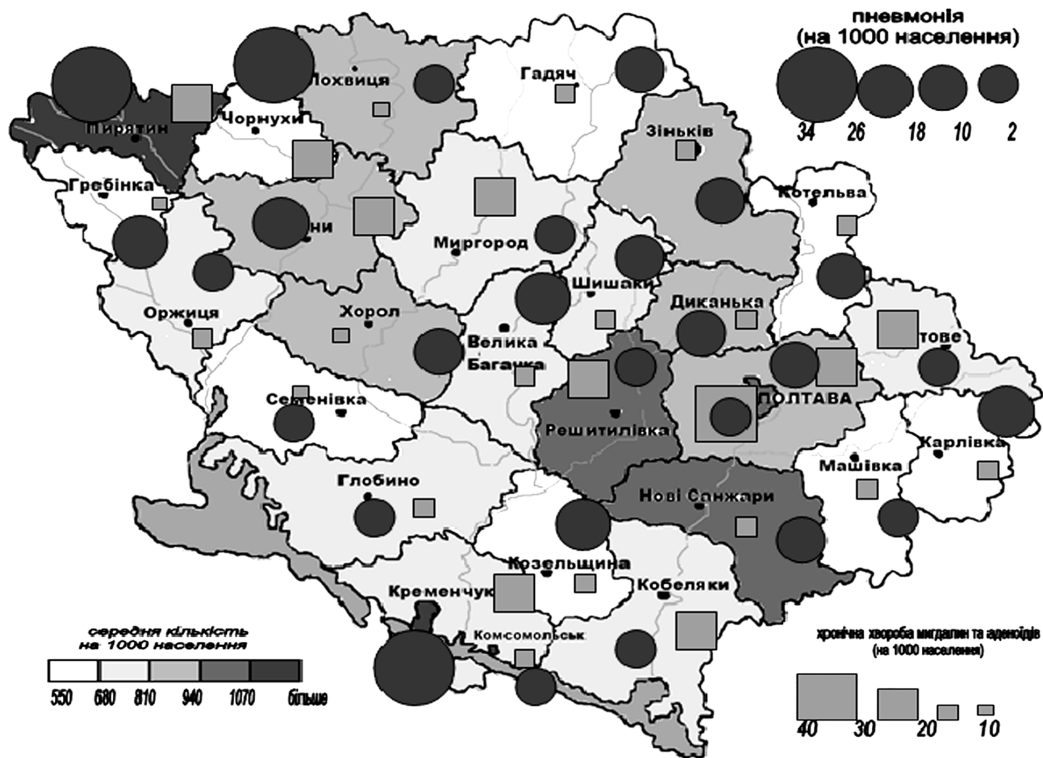 пневмонія
(на 1000 населення)
34 26 18 10 2
Лохвиця
Гадяч
Чорнухи
Пирятин
Зіньків
Гребінка
Котельва
ни
Миргород
Шишаки
Диканька
Оржиця
Хорол
Велика
Багачка
тове
Семенівка
ПОЛТАВА
Решитилівка
Карлівка
Машівка
Глобино
Нові Санжари
Козельщина
Кременчук
Кобеляки
Комсомольськ
середня кількість
на 1000 населення
550 680 810 940 1070 більше
хронічна хвороба мигдалин та аденоїдів
(на 1000 населення)
40 30 20 10